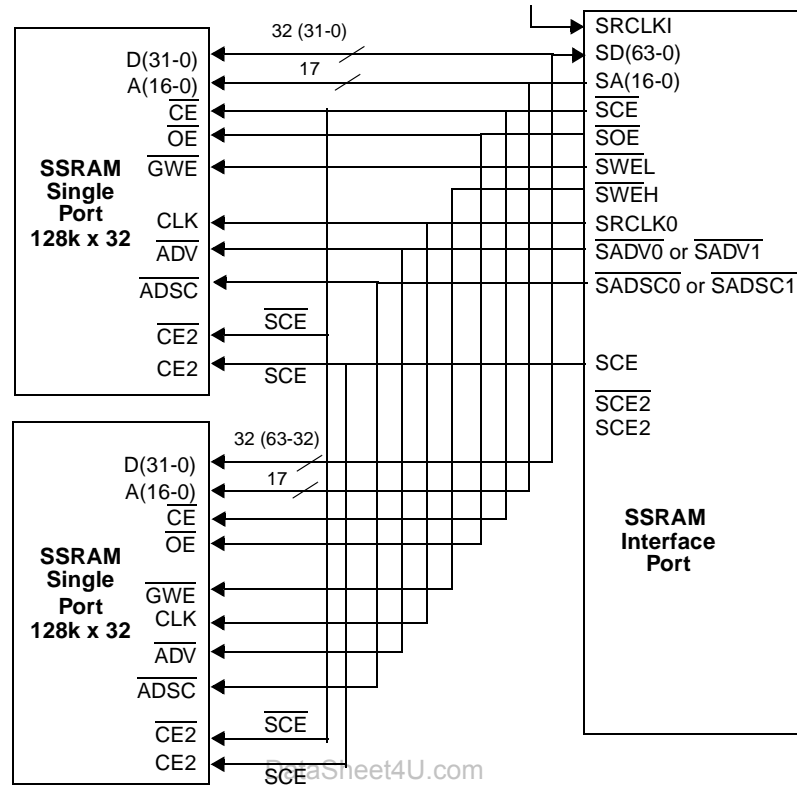 32 (31-0)
D(31-0)
17
A(16-0)
CE
OE
GWE
SSRAM
Single
Port
128k x 32
CLK
ADV
ADSC
CE2
SCE
CE2
SCE
SRCLKI
SD(63-0)
SA(16-0)
SCE
SOE
SWEL
SWEH
SRCLK0
SADV0 or SADV1
SADSC0 or SADSC1
SCE
SCE2
SCE2
SSRAM
Interface
Port
32 (63-32)
D(31-0)
17
A(16-0)
CE
OE
SSRAM
Single
Port
128k x 32
GWE
CLK
ADV
ADSC
CE2
SCE
CE2
SCE
DataSheet4U.com